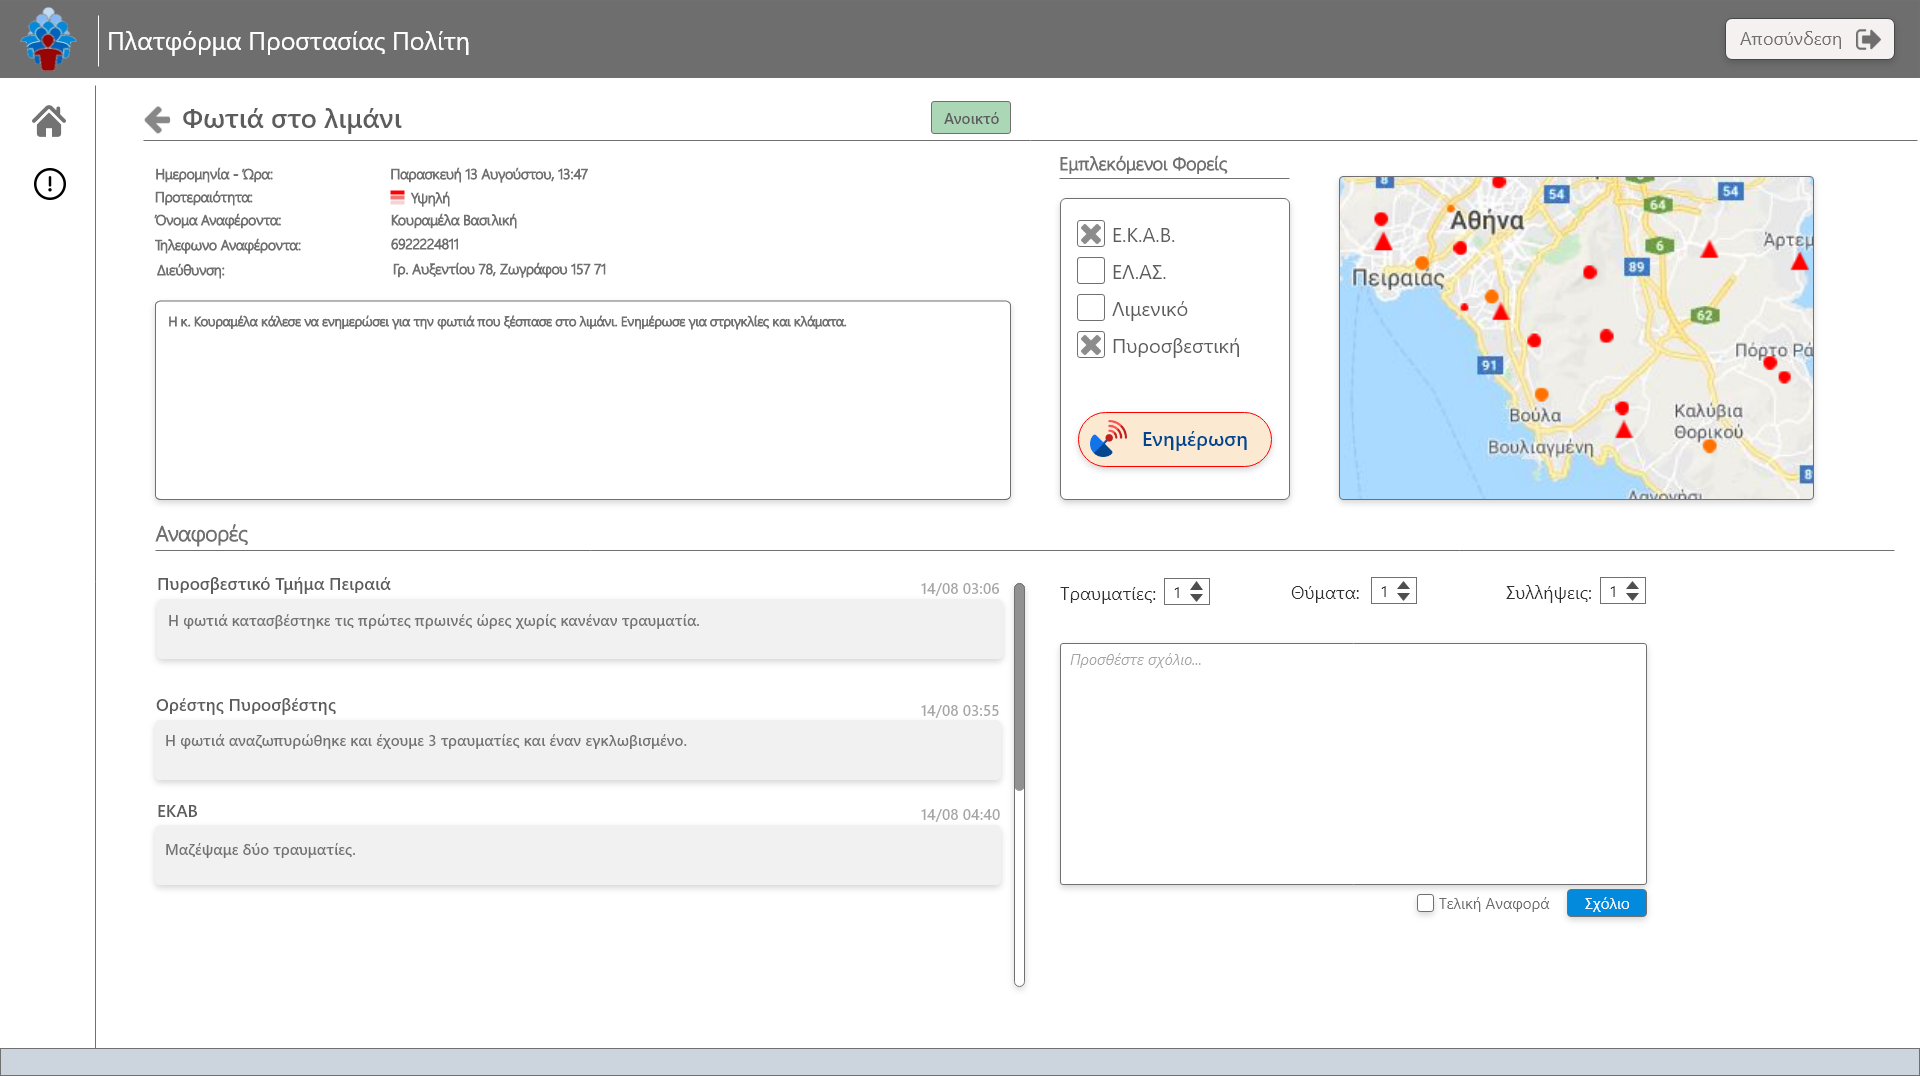 Πλατφόρμα Προστασίας Πολίτη
Αποσύνδεση
Φωτιά στο λιμάνι
Ανοικτό
Ημερομηνία - Ώρα: Παρασκευή 13 Αυγούστου, 13:47
Προτεραιότητα: Υψηλή
Όνομα Αναφέροντα: Κουραμέλα Βασιλική
Τηλεφωνο Αναφέροντα: 6922224811
Διεύθυνση: Γρ. Αυξεντίου 78, Ζωγράφου 157 71
Η κ. Κουραμέλα κάλεσε να ενημερώσει για την φωτιά που ξέσπασε στο λιμάνι. Ενημέρωσε για στριγκλίες και κλάματα.
Εμπλεκόμενοι Φορείς
Ε.Κ.Α.Β.
ΕΛ.ΑΣ.
Λιμενικό
Πυροσβεστική
Ενημέρωση
8
54
54
64
Αθήνα
6
Άρτεμ
89
Πειραιάς
62
91
Πόρτο Ρά
Βούλα
Καλύβια
Θορικού
Βουλιαγμένη
8
Λαγονήσι
Αναφορές
Πυροσβεστικό Τμήμα Πειραιά
14/08 03:06
Η φωτιά κατασβέστηκε τις πρώτες πρωινές ώρες χωρίς κανέναν τραυματία.
Ορέστης Πυροσβέστης
14/08 03:55
Η φωτιά αναζωπυρώθηκε και έχουμε 3 τραυματίες και έναν εγκλωβισμένο.
ΕΚΑΒ
14/08 04:40
Μαζέψαμε δύο τραυματίες.
Τραυματίες: 1
Θύματα: 1
Συλλήψεις: 1
Προσθέστε σχόλιο...
Τελική Αναφορά
Σχόλιο